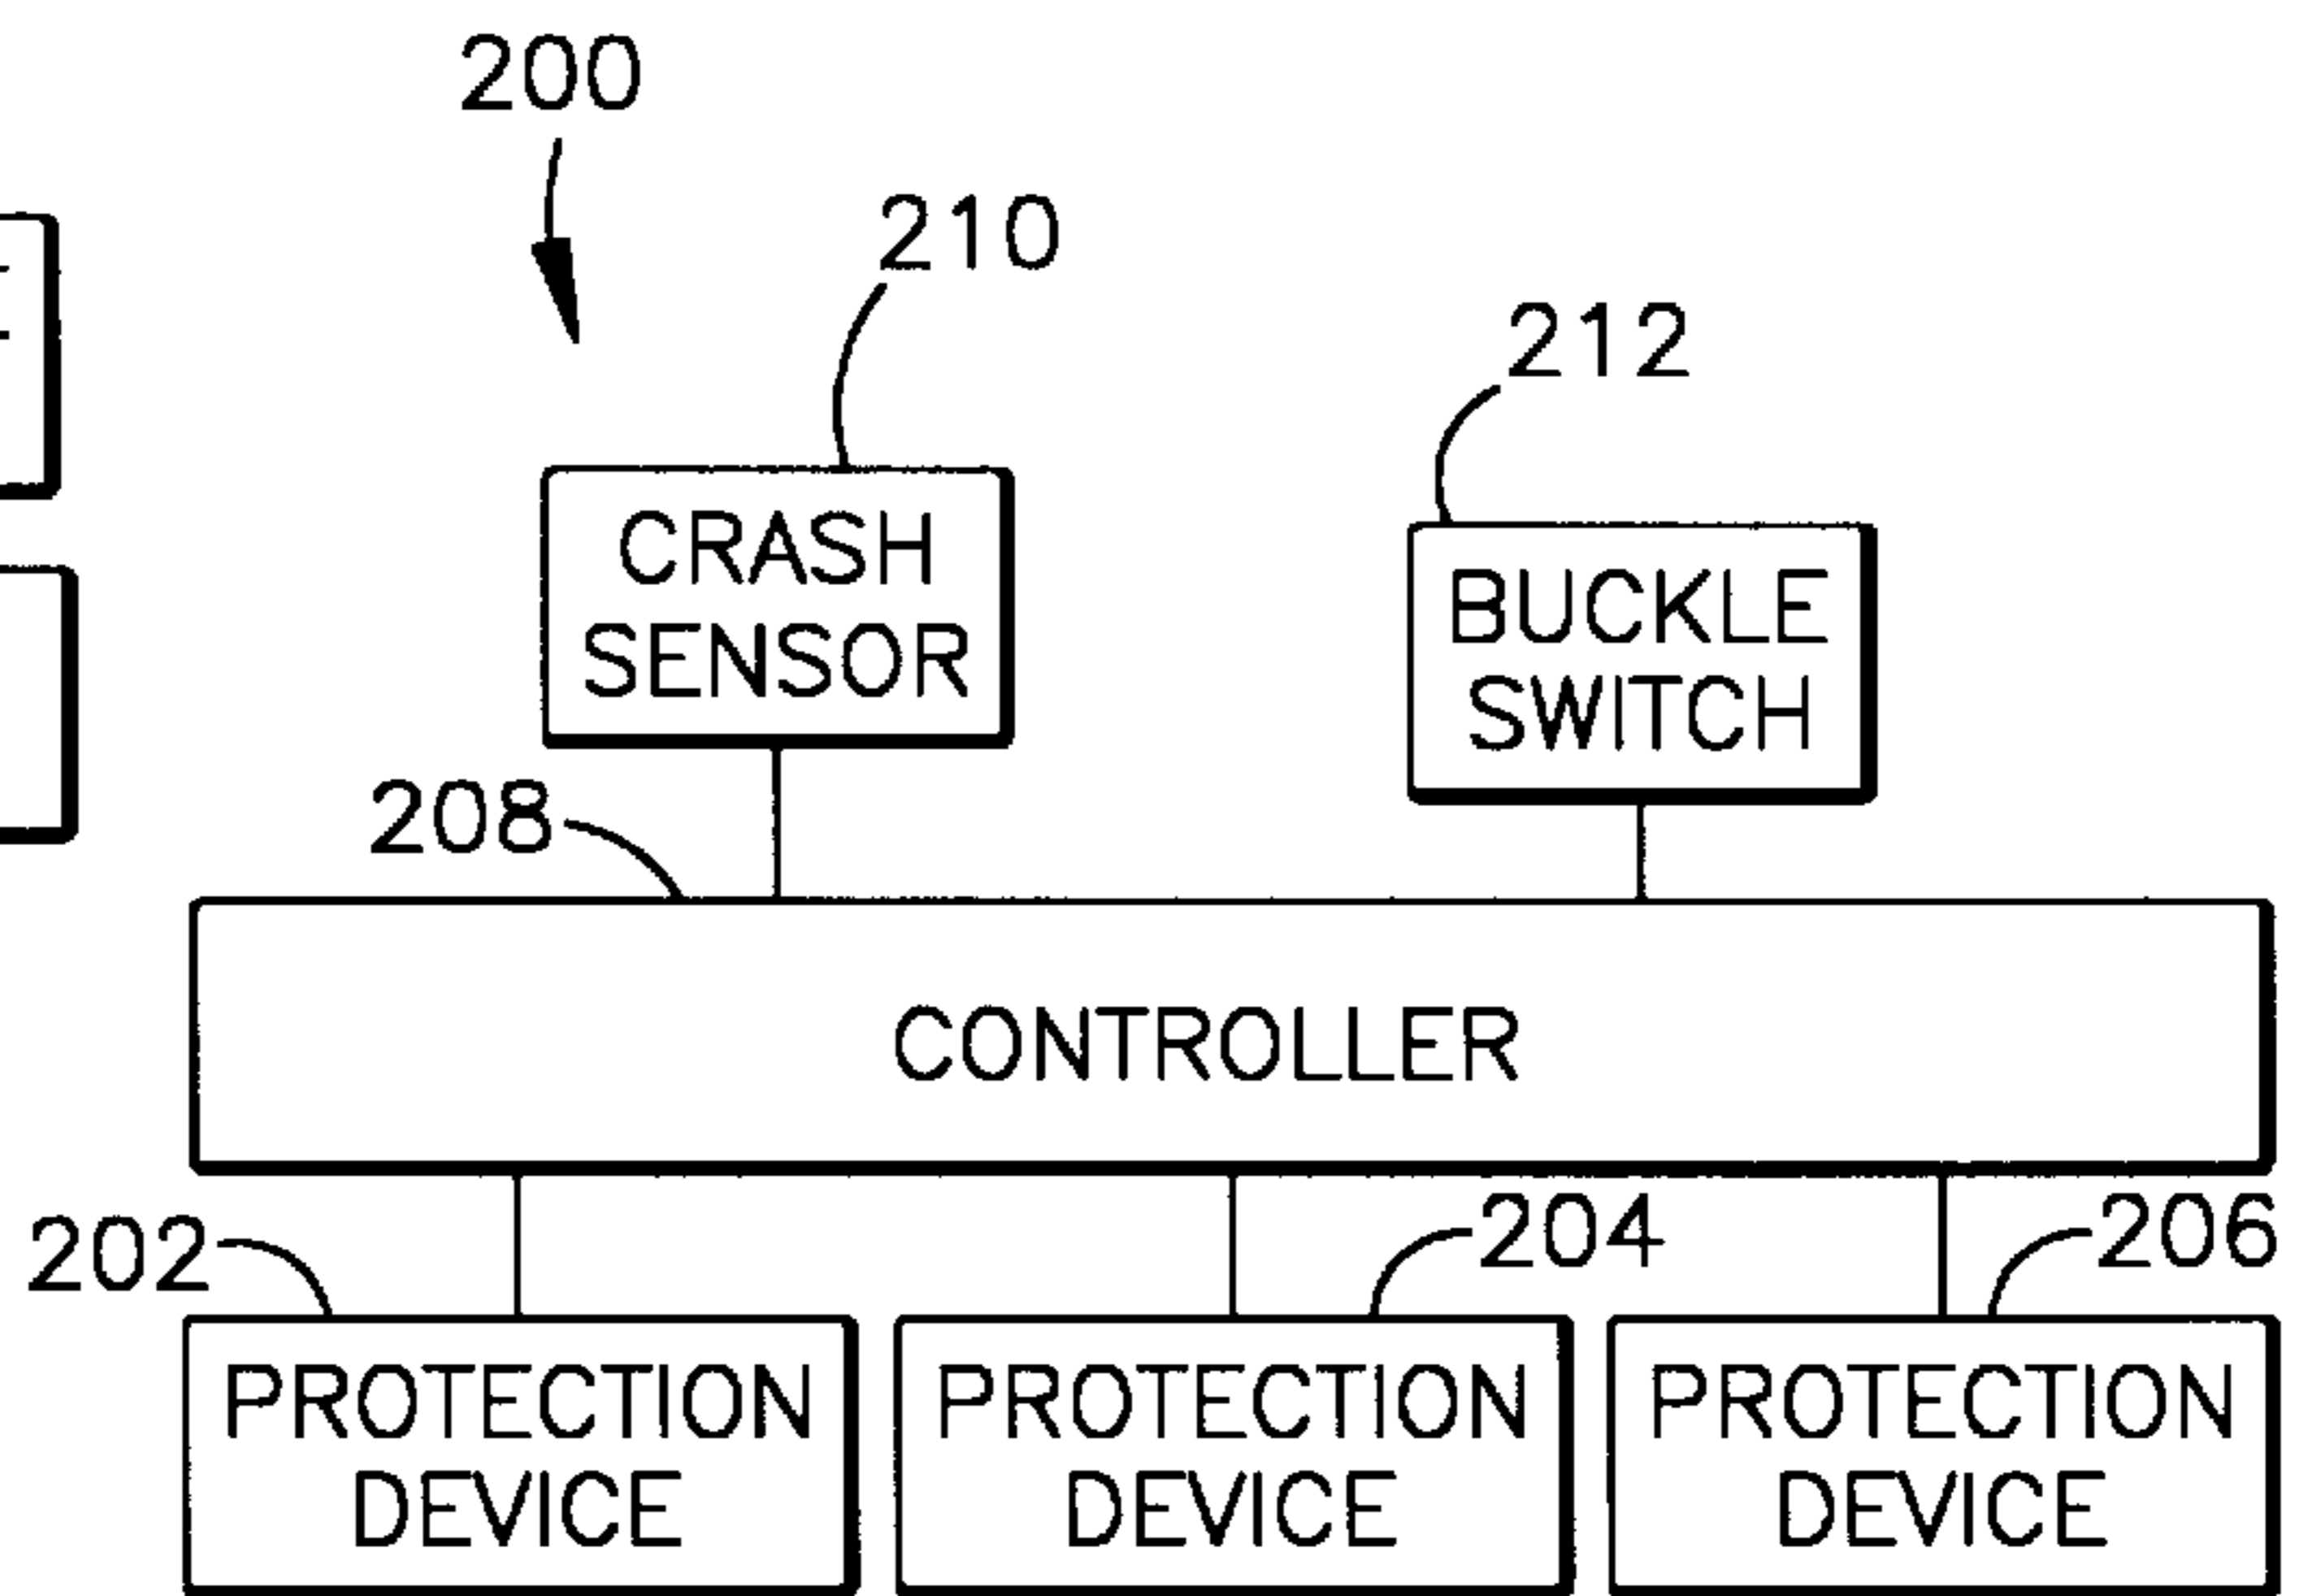 200
210
212
CRASH
SENSOR
BUCKLE
SWITCH
208
CONTROLLER
202
204
206
PROTECTION
DEVICE
PROTECTION
DEVICE
PROTECTION
DEVICE